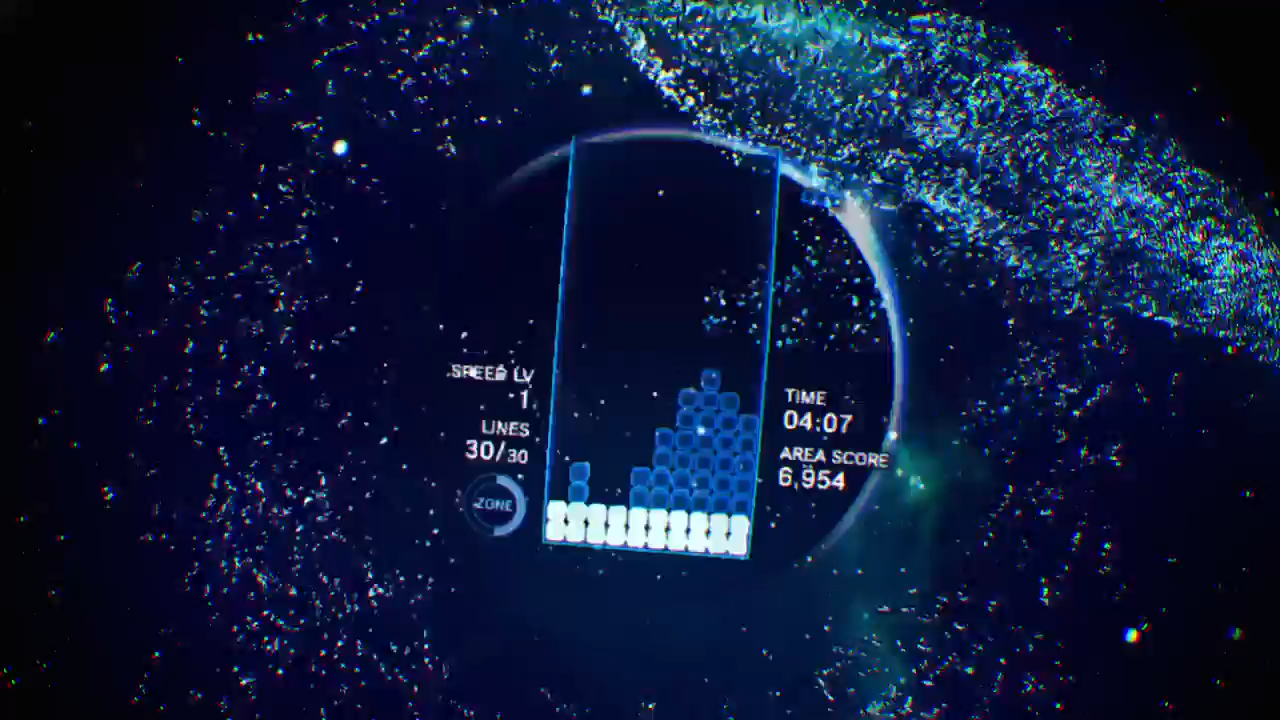 SPEED LV
1
LINES
30/30
ZONE
TIME
04:07
AREA SCORE
6,954